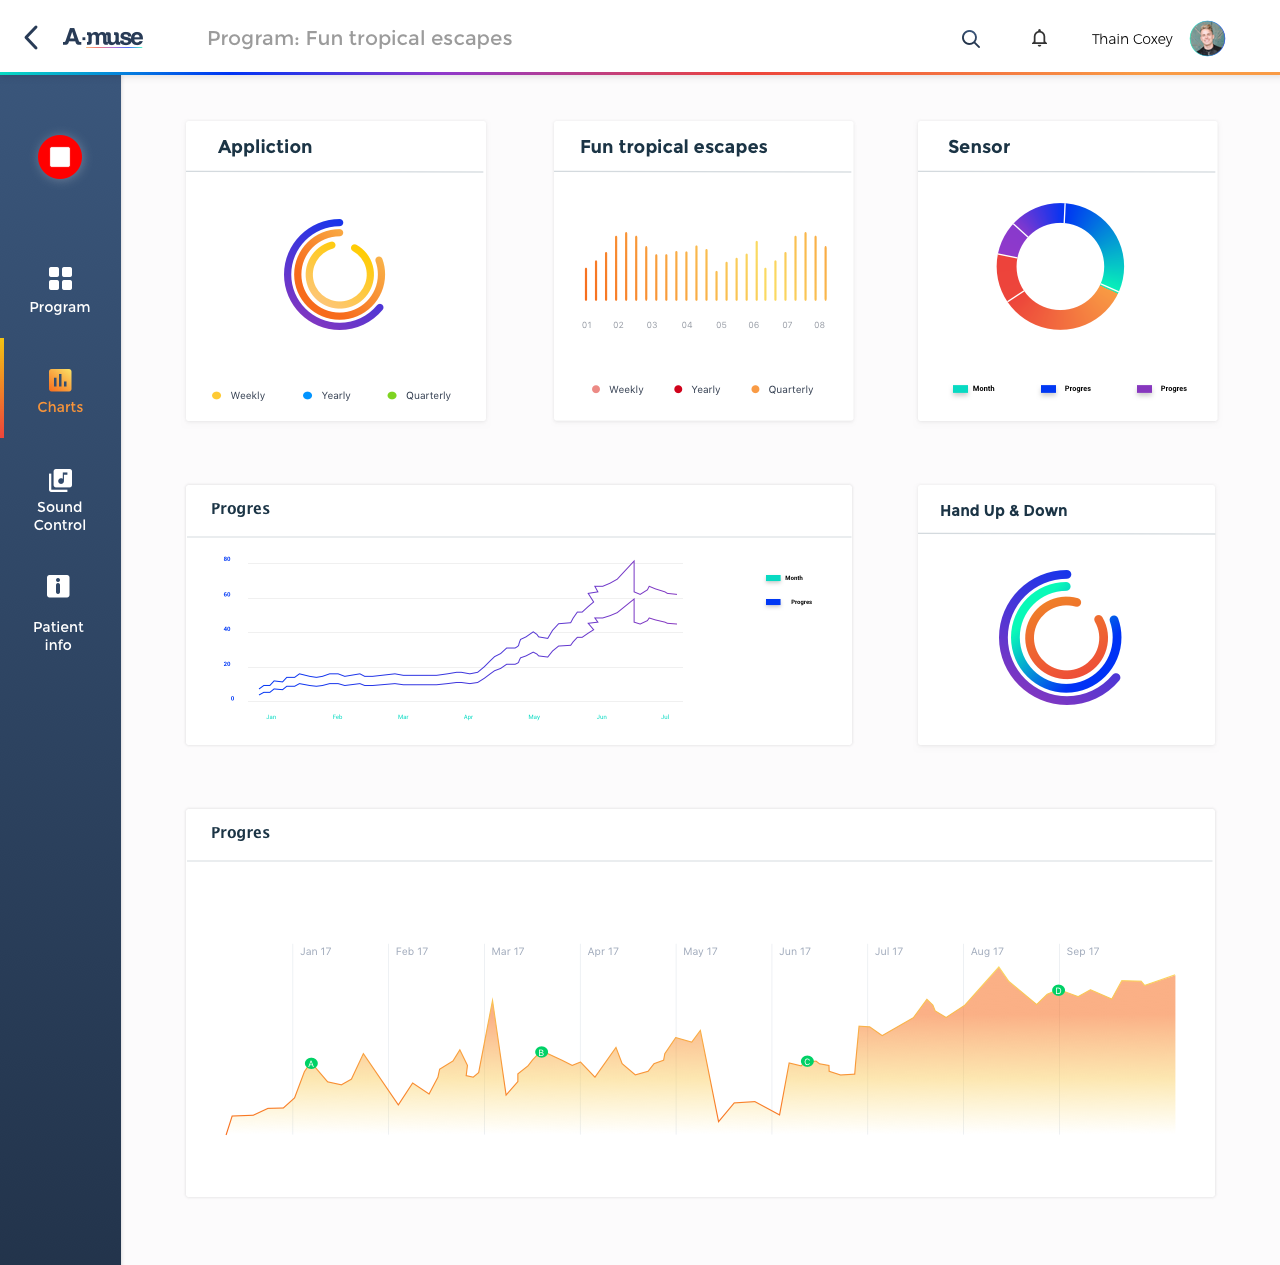 A·muse
Program: Fun tropical escapes
Thain Coxey
Program
Charts
Sound
Control
Patient
info
Appliction
Weekly Yearly Quarterly
Fun tropical escapes
01 02 03 04 05 06 07 08
Weekly Yearly Quarterly
Sensor
Month Progres Progres
Progres
80
60
40
20
0
Jan Feb Mar Apr May Jun Jul
Month
Progres
Hand Up & Down
Progres
Jan 17 Feb 17 Mar 17 Apr 17 May 17 Jun 17 Jul 17 Aug 17 Sep 17
A
B
C
D